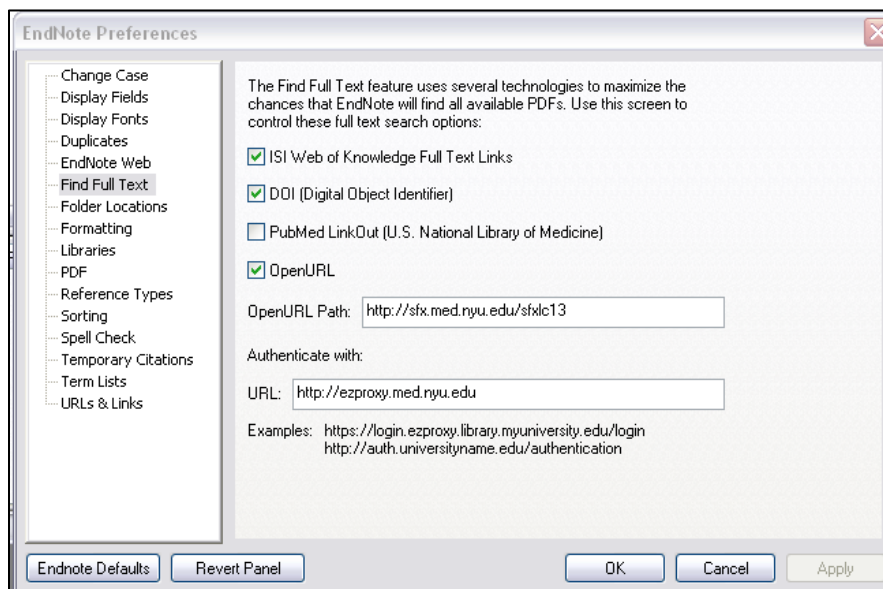 EndNote Preferences
Change Case
Display Fields
Display Fonts
Duplicates
EndNote Web
Find Full Text
Folder Locations
Formatting
Libraries
PDF
Reference Types
Sorting
Spell Check
Temporary Citations
Term Lists
URLs & Links
The Find Full Text feature uses several technologies to maximize the
chances that EndNote will find all available PDFs. Use this screen to
control these full text search options:
ISI Web of Knowledge Full Text Links
DOI (Digital Object Identifier)
PubMed LinkOut (U.S. National Library of Medicine)
OpenURL
OpenURL Path: http://sfx.med.nyu.edu/sfxlc13
Authenticate with:
URL: http://ezproxy.med.nyu.edu
Examples: https://login.ezproxy.library.myuniversity.edu/login
http://auth.universityname.edu/authentication
Endnote Defaults Revert Panel OK Cancel Apply